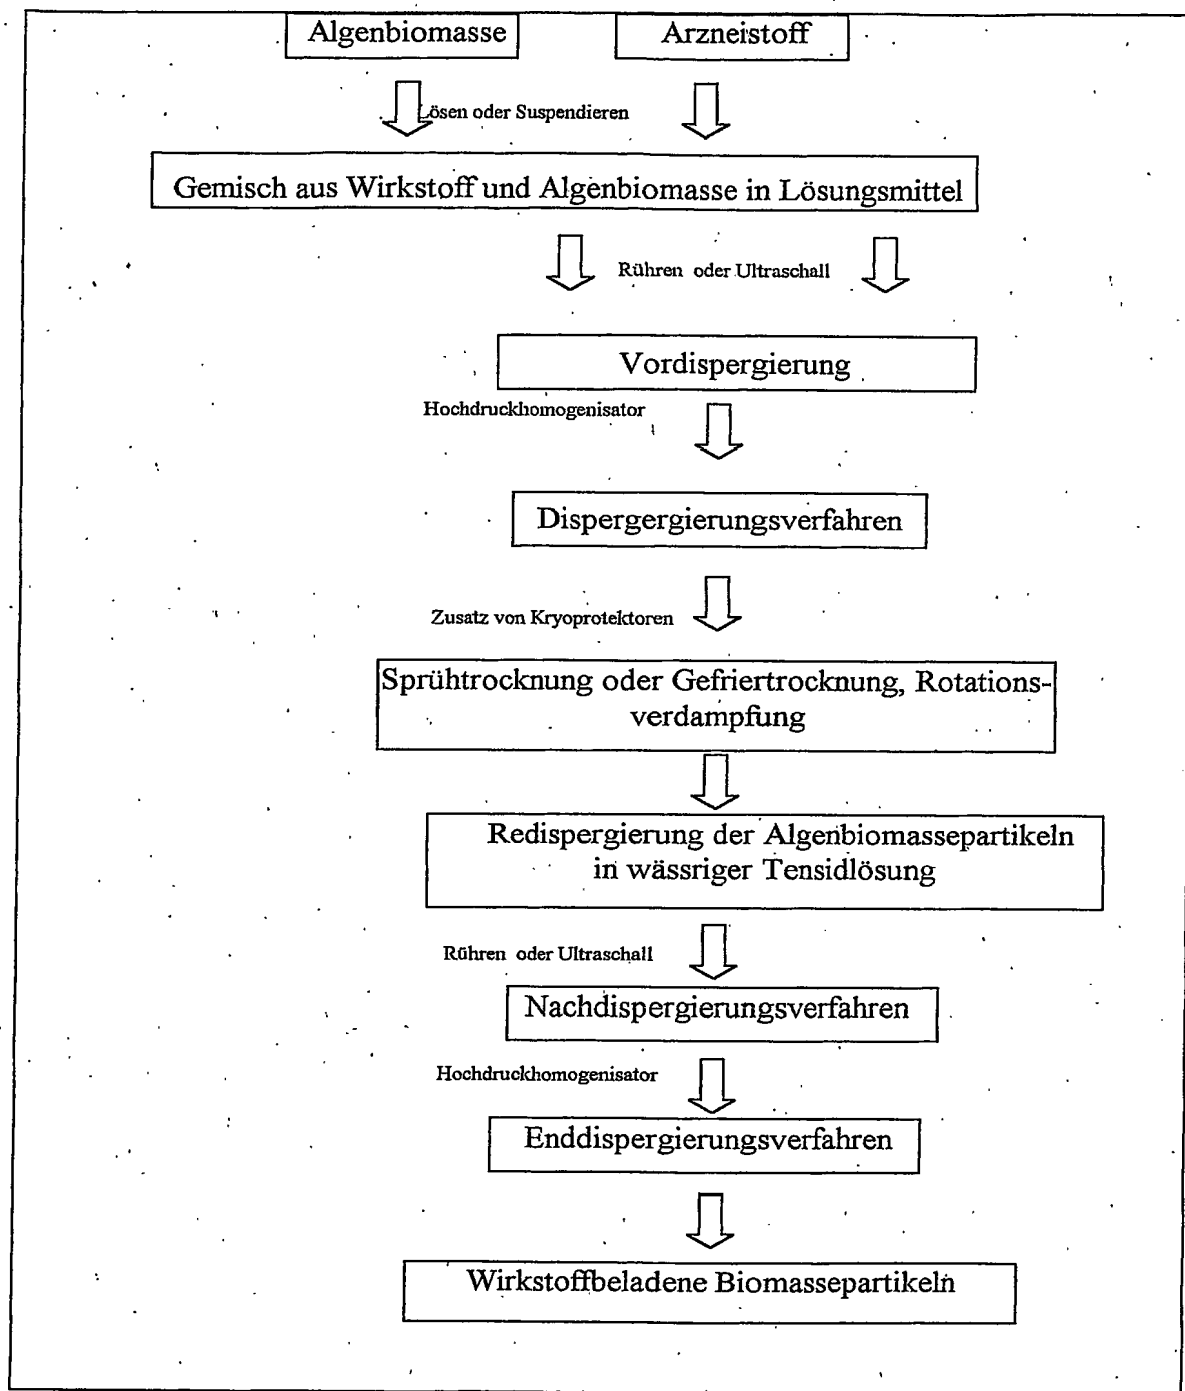 Algenbiomasse
Arzneistoff
Lösen oder Suspendieren
Gemisch aus Wirkstoff und Algenbiomasse in Lösungsmittel
Rühren oder Ultraschall
Vordispergierung
Hochdruckhomogenisator
Dispergergierungsverfahren
Zusatz von Kryoprotektoren
Sprühtrocknung oder Gefriertrocknung, Rotations-
verdampfung
Redispergierung der Algenbiomassepartikeln
in wässriger Tensidlösung
Rühren oder Ultraschall
Nachdispergierungsverfahren
Hochdruckhomogenisator
Enddispergierungsverfahren
Wirkstoffbeladene Biomassepartikeln